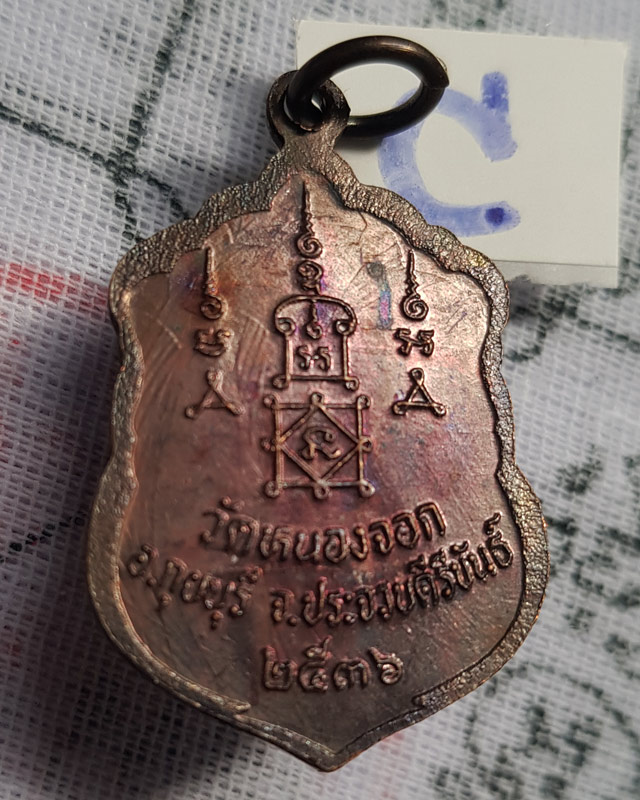 วัดหนองจอก
อ.กุยบุรี จ.ประจวบคีรีขันธ์
๒๕๓๖